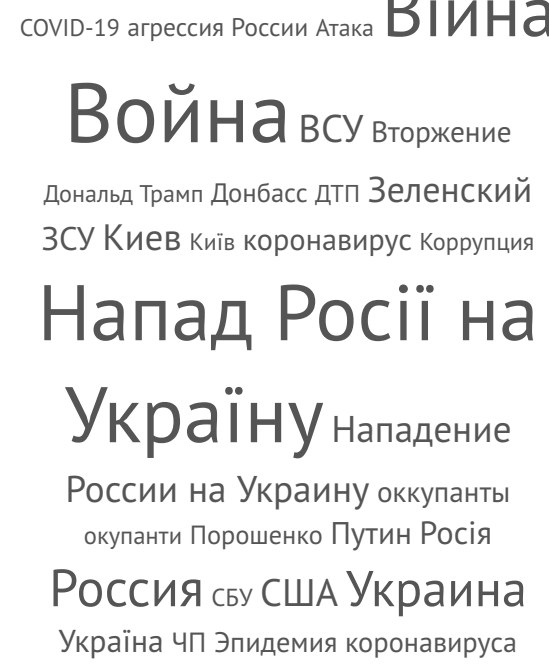 COVID-19 агрессия России Атака Війна
Война ВСУ Вторжение
Дональд Трамп Донбасс ДТП Зеленский
ЗСУ Киев Київ коронавирус Коррупция
Напад Росії на
Україну Нападение
России на Украину оккупанты
окупанти Порошенко Путин Росія
Россия СБУ США Украина
Україна ЧП Эпидемия коронавируса